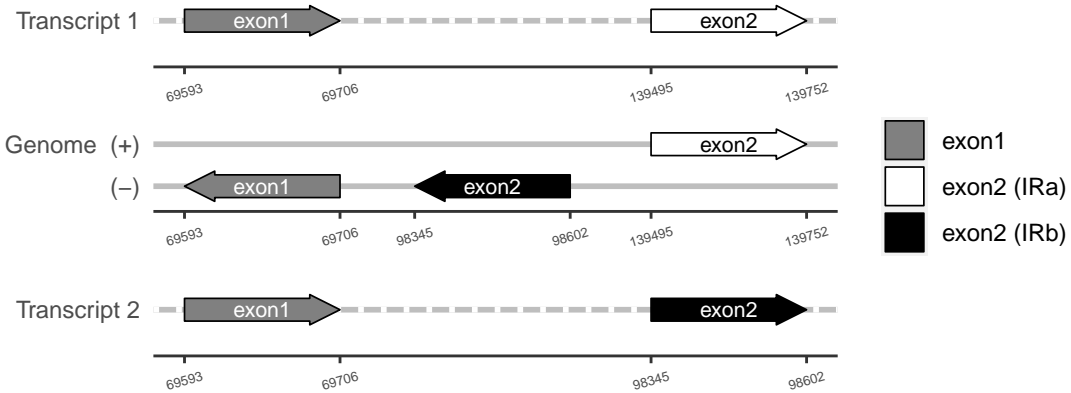 Transcript 1 exon1 exon2
69593 69706 139495 139752
Genome (+) exon2
(–) exon1 exon2
69593 69706 98345 98602 139495 139752
exon1
exon2 (IRa)
exon2 (IRb)
Transcript 2 exon1 exon2
69593 69706 98345 98602